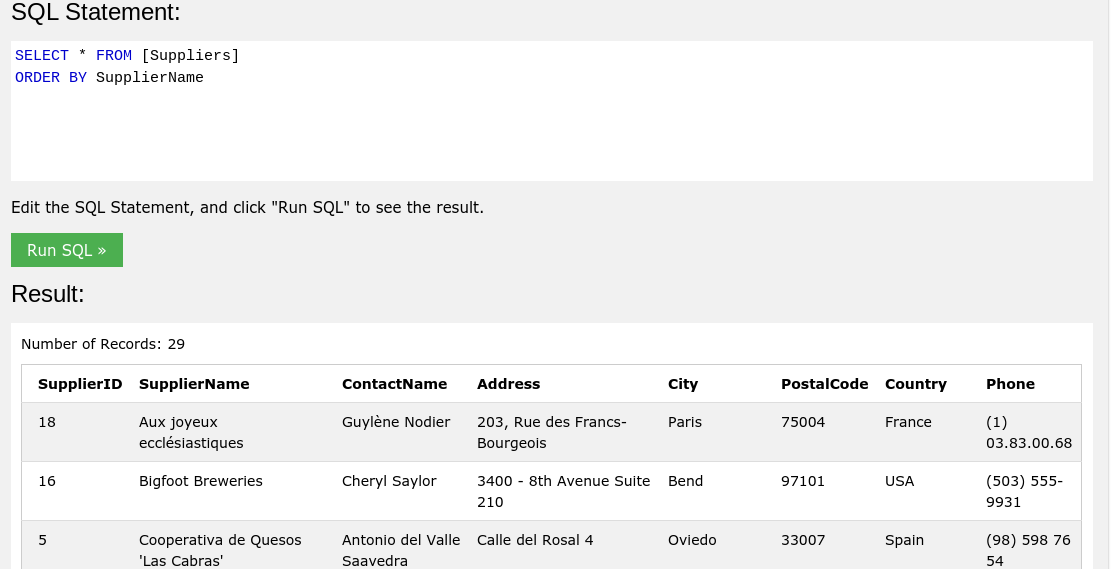 SQL Statement:
SELECT * FROM [Suppliers]
ORDER BY SupplierName
Edit the SQL Statement, and click "Run SQL" to see the result.
Run SQL »
Result:
Number of Records: 29
SupplierID SupplierName ContactName Address City PostalCode Country Phone
18 Aux joyeux Guylène Nodier 203, Rue des Francs- Paris 75004 France (1)
ecclésiastiques Bourgeois 03.83.00.68
16 Bigfoot Breweries Cheryl Saylor 3400 - 8th Avenue Suite Bend 97101 USA (503) 555-
210 9931
5 Cooperativa de Quesos Antonio del Valle Calle del Rosal 4 Oviedo 33007 Spain (98) 598 76
'Las Cabras' Saavedra 54